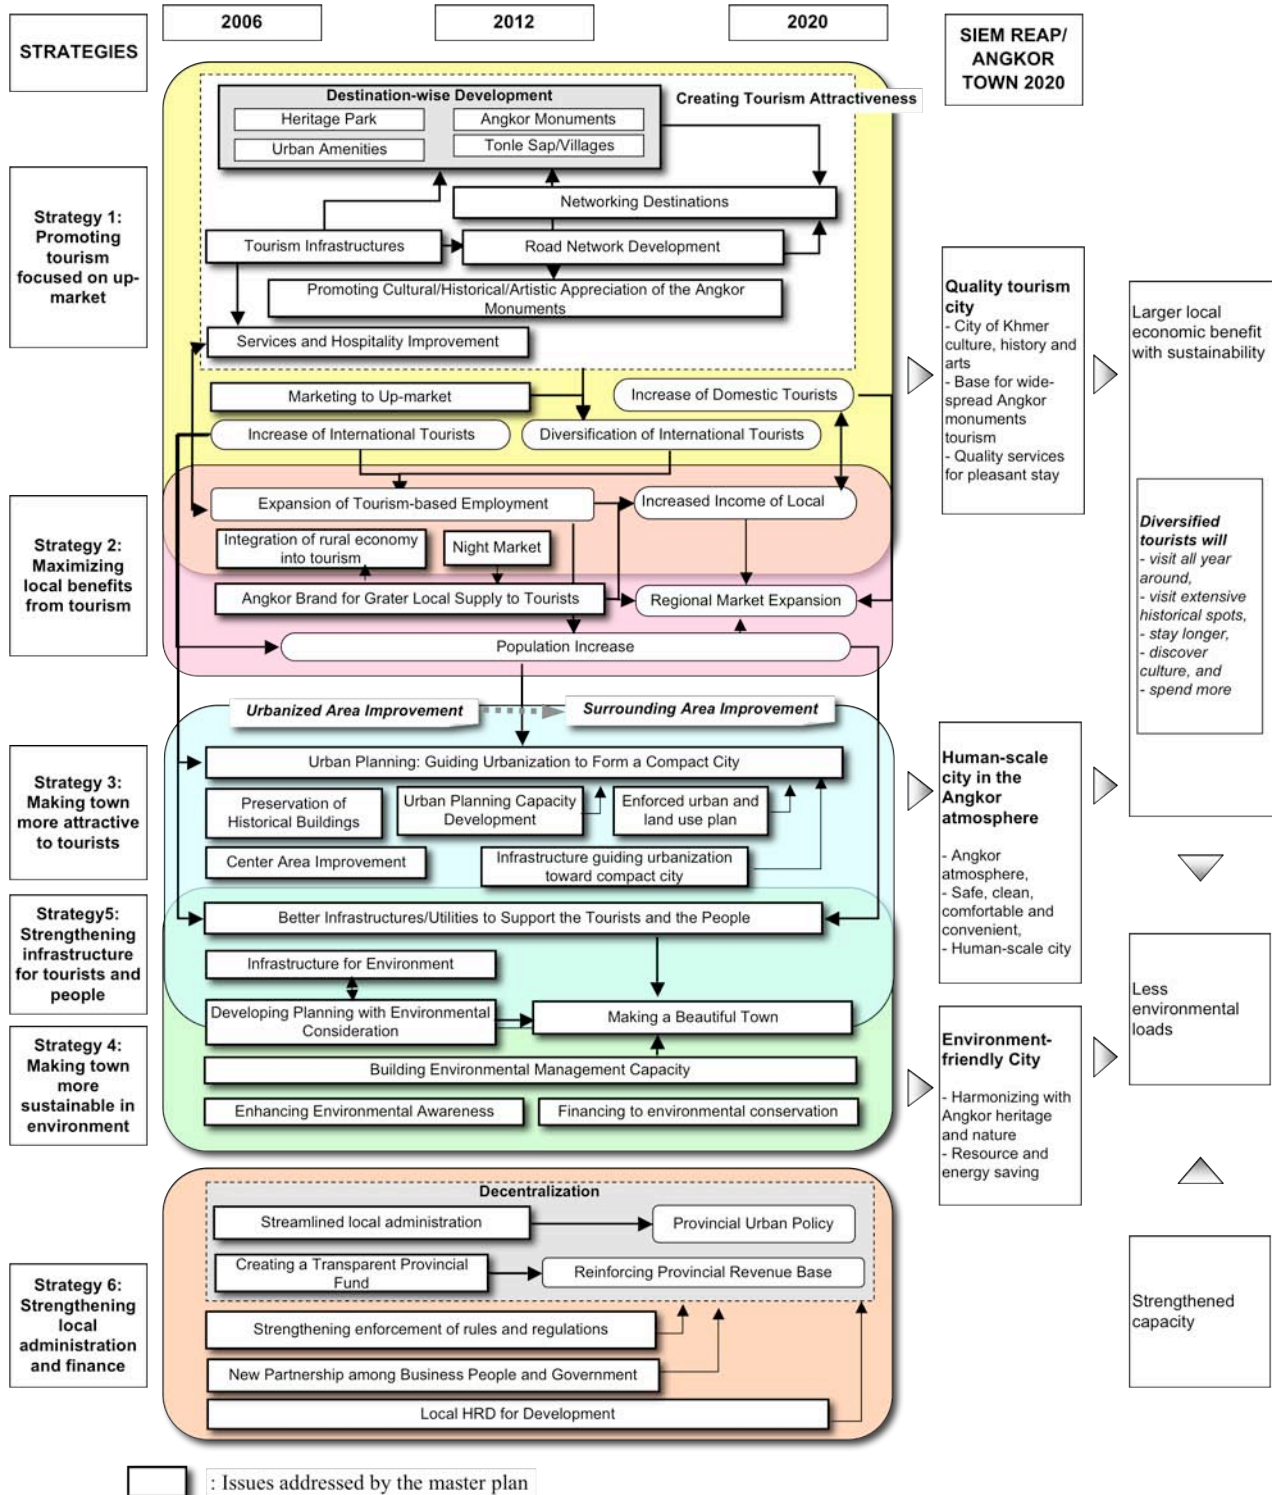 STRATEGIES
2006
2012
2020
SIEM REAP/
ANGKOR
TOWN 2020
Strategy 1:
Promoting
tourism
focused on up-
market
Destination-wise Development
Creating Tourism Attractiveness
Heritage Park
Angkor Monuments
Urban Amenities
Tonle Sap/Villages
Networking Destinations
Tourism Infrastructures
Road Network Development
Promoting Cultural/Historical/Artistic Appreciation of the Angkor
Monuments
Services and Hospitality Improvement
Marketing to Up-market
Increase of Domestic Tourists
Increase of International Tourists
Diversification of International Tourists
Strategy 2:
Maximizing
local benefits
from tourism
Expansion of Tourism-based Employment
Increased Income of Local
Integration of rural economy
into tourism
Night Market
Angkor Brand for Grater Local Supply to Tourists
Regional Market Expansion
Population Increase
Urbanized Area Improvement
Surrounding Area Improvement
Strategy 3:
Making town
more attractive
to tourists
Urban Planning: Guiding Urbanization to Form a Compact City
Preservation of
Historical Buildings
Urban Planning Capacity
Development
Enforced urban and
land use plan
Center Area Improvement
Infrastructure guiding urbanization
toward compact city
Strategy5:
Strengthening
infrastructure
for tourists and
people
Better Infrastructures/Utilities to Support the Tourists and the People
Infrastructure for Environment
Developing Planning with Environmental
Consideration
Making a Beautiful Town
Strategy 4:
Making town
more
sustainable in
environment
Building Environmental Management Capacity
Enhancing Environmental Awareness
Financing to environmental conservation
Strategy 6:
Strengthening
local
administration
and finance
Decentralization
Streamlined local administration
Provincial Urban Policy
Creating a Transparent Provincial
Fund
Reinforcing Provincial Revenue Base
Strengthening enforcement of rules and regulations
New Partnership among Business People and Government
Local HRD for Development
Quality tourism
city
- City of Khmer
culture, history and
arts
- Base for wide-
spread Angkor
monuments
tourism
- Quality services
for pleasant stay
Human-scale
city in the
Angkor
atmosphere
- Angkor
atmosphere,
- Safe, clean,
comfortable and
convenient,
- Human-scale city
Environment-
friendly City
- Harmonizing with
Angkor heritage
and nature
- Resource and
energy saving
Larger local
economic benefit
with sustainability
Diversified
tourists will
- visit all year
around,
- visit extensive
historical spots,
- stay longer,
- discover
culture, and
- spend more
Less
environmental
loads
Strengthened
capacity
: Issues addressed by the master plan